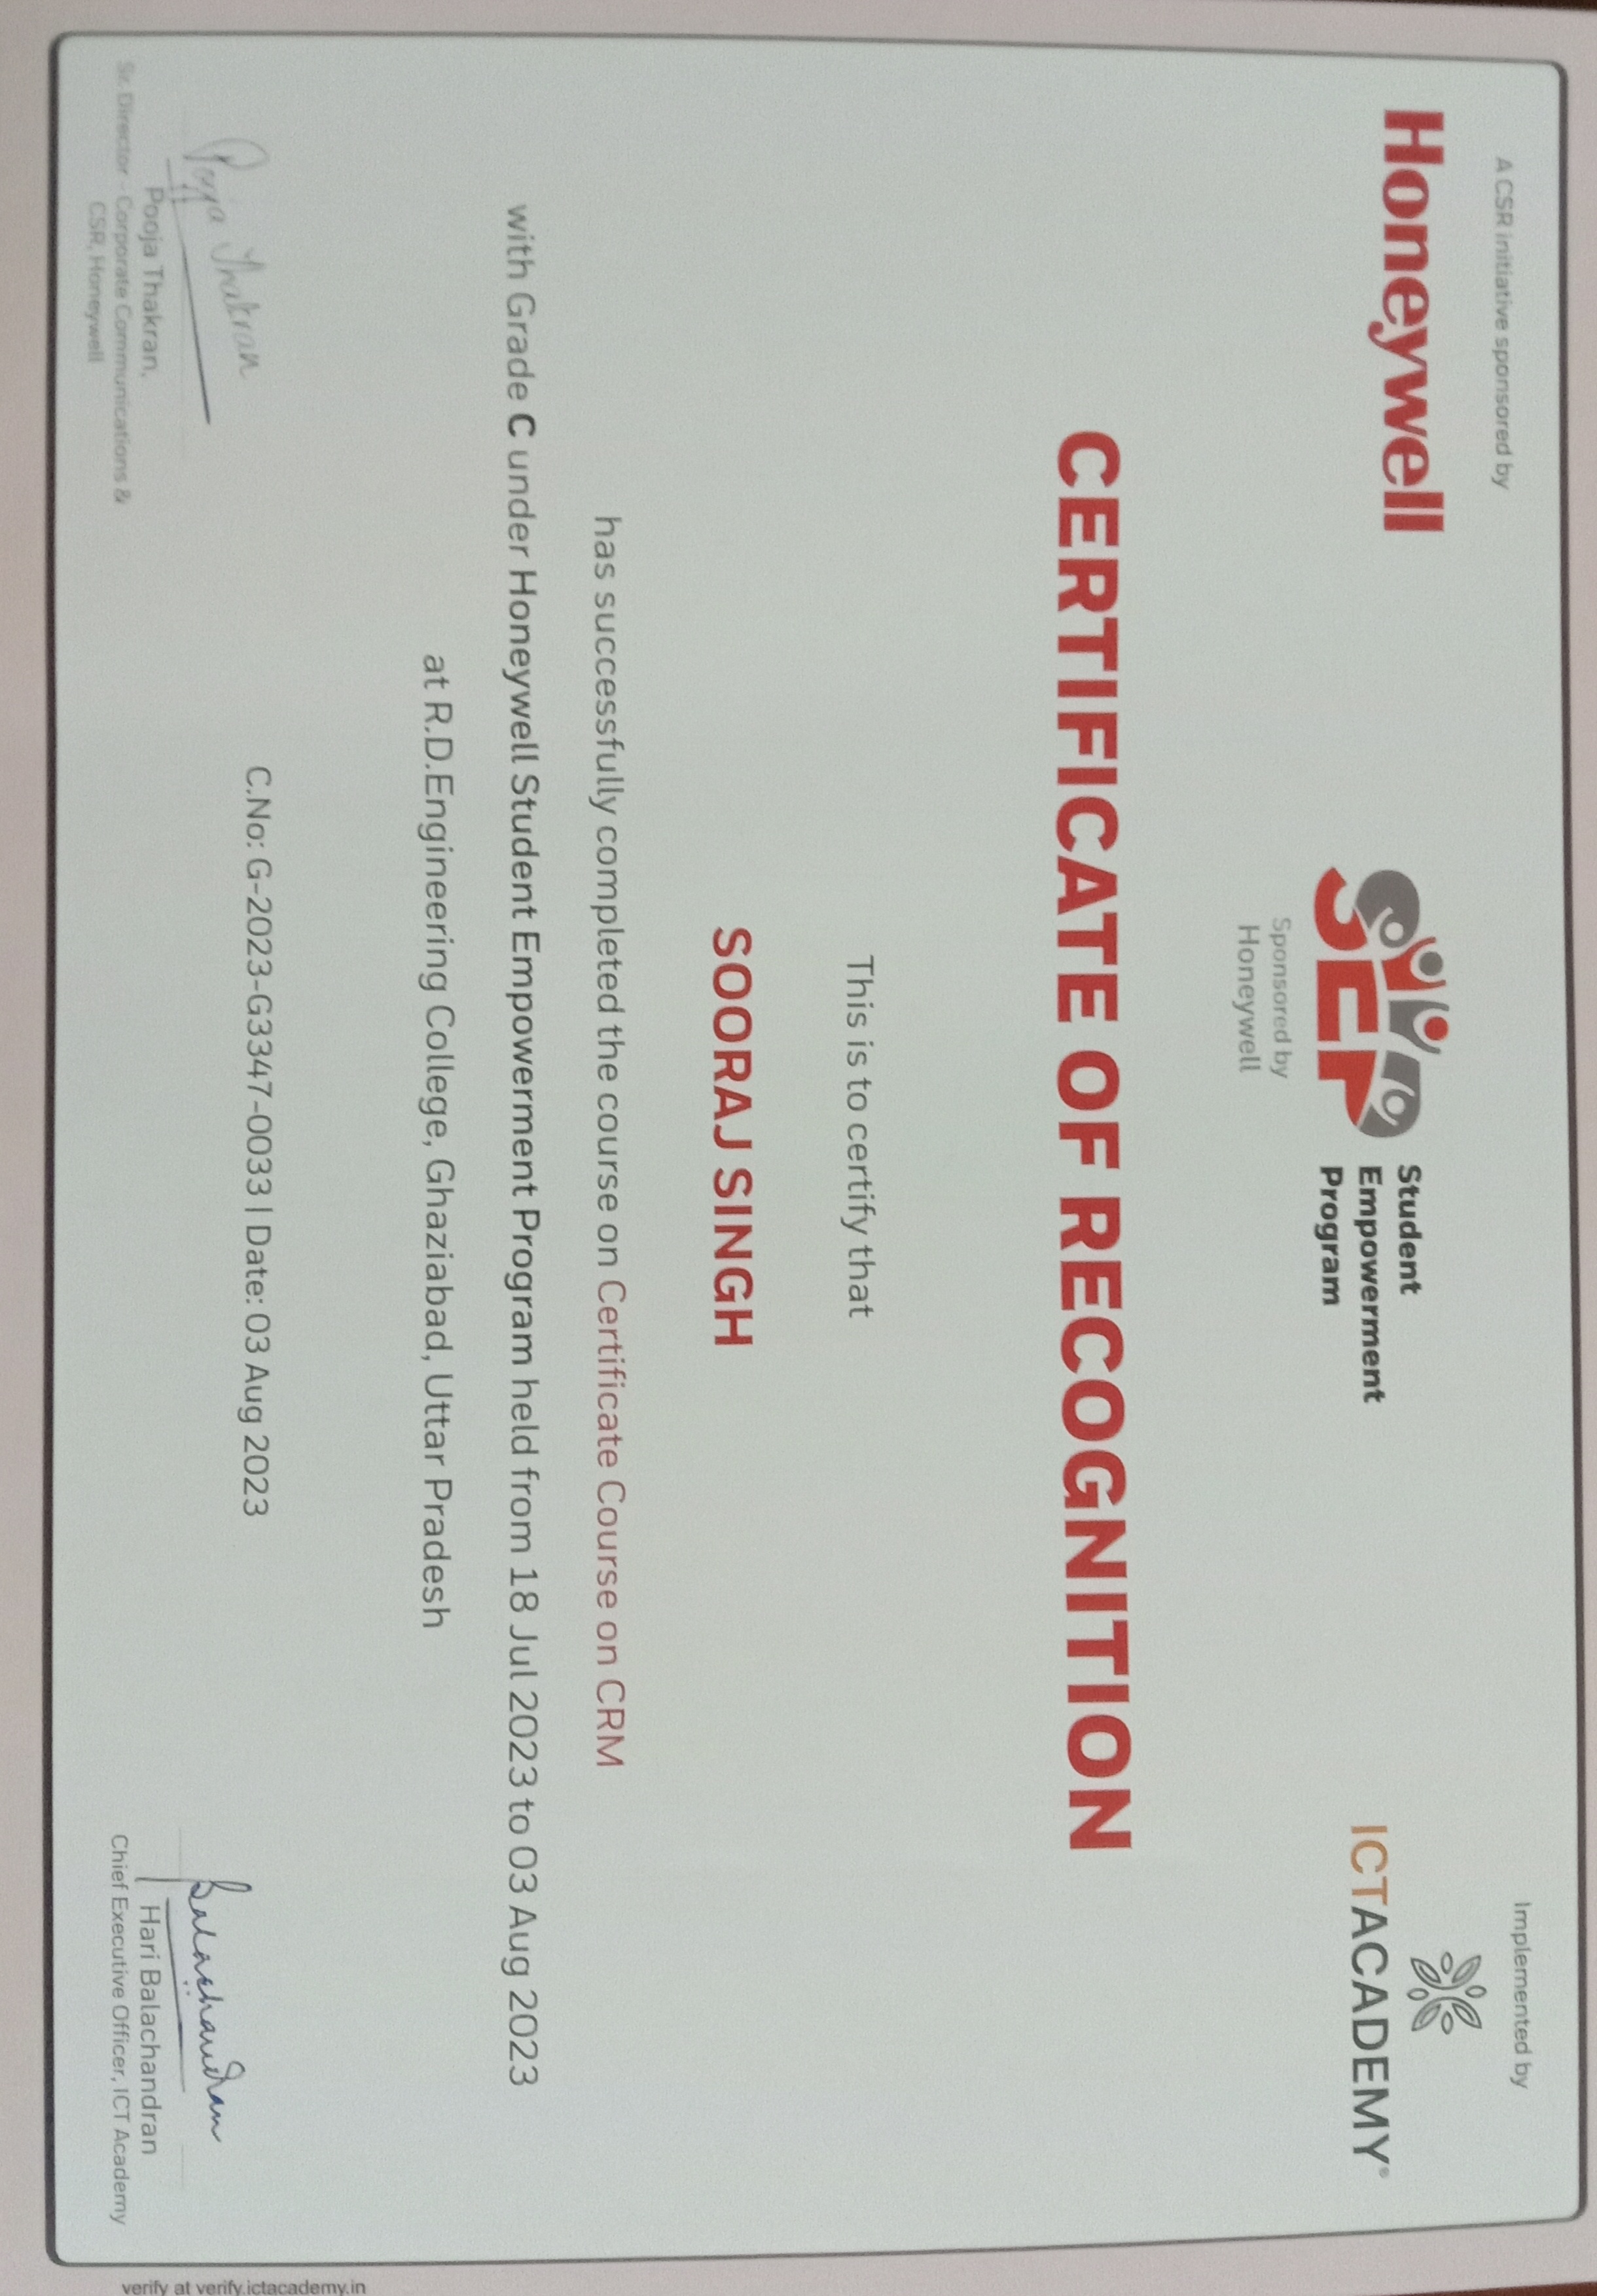 A CSR initiative sponsored by
Honeywell
SEP
Student
Empowerment
Program
Sponsored by
Honeywell
Implemented by
ICTACADEMY®
CERTIFICATE OF RECOGNITION
This is to certify that
SOORAJ SINGH
has successfully completed the course on Certificate Course on CRM
with Grade C under Honeywell Student Empowerment Program held from 18 Jul 2023 to 03 Aug 2023
at R.D.Engineering College, Ghaziabad, Uttar Pradesh
C.No: G-2023-G3347-0033 | Date: 03 Aug 2023
Pooja Thakran
Pooja Thakran,
Sr. Director - Corporate Communications &
CSR, Honeywell
Balachandran
Hari Balachandran
Chief Executive Officer, ICT Academy
verify at verify.ictacademy.in